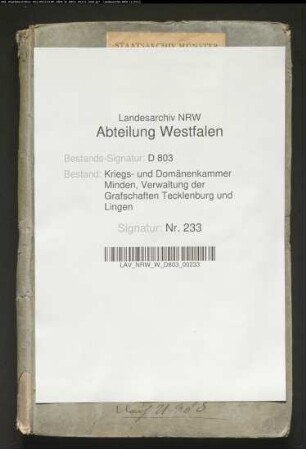 STAATSARCHIV MÜNSTER
Landesarchiv NRW
Abteilung Westfalen
Bestands-Signatur: D 803
Bestand: Kriegs- und Domänenkammer
Minden, Verwaltung der
Grafschaften Tecklenburg und
Lingen
Signatur: Nr. 233
LAV_NRW_W_D803_00233